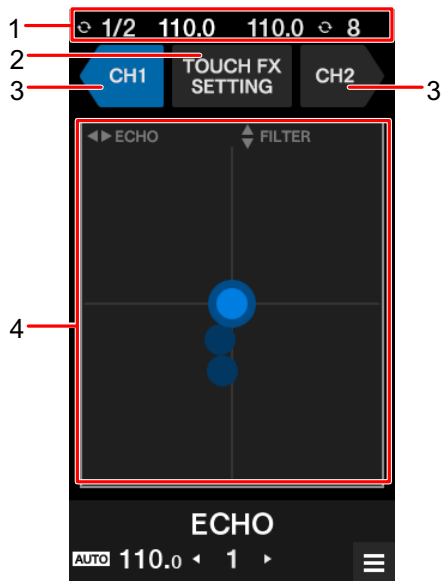 1 1/2 110.0 110.0 8
2
3 CH1 TOUCH FX SETTING CH2 3
ECHO FILTER
4
ECHO
AUTO 110.0 1